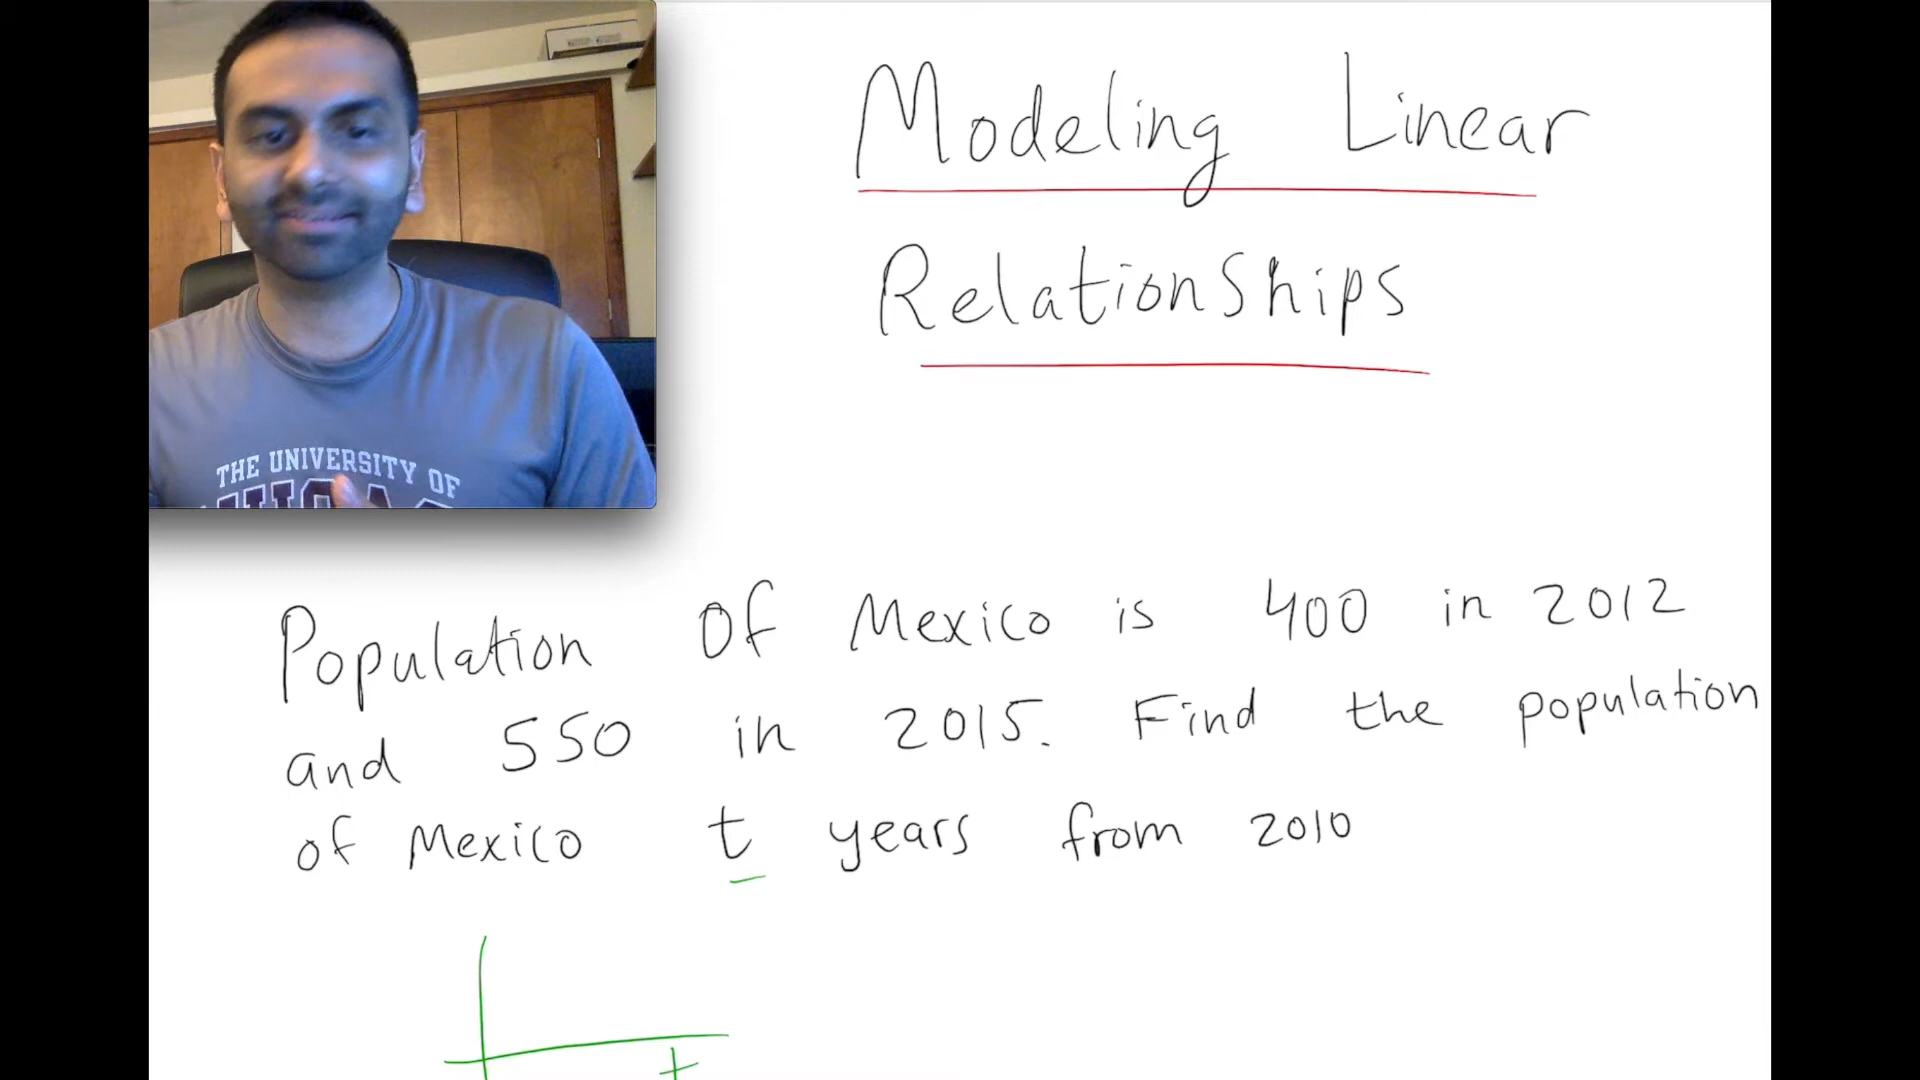 Modeling Linear
Relationships
THE UNIVERSITY OF
Population of Mexico is 400 in 2012
and 550 in 2015. Find the population
of Mexico t years from 2010
t